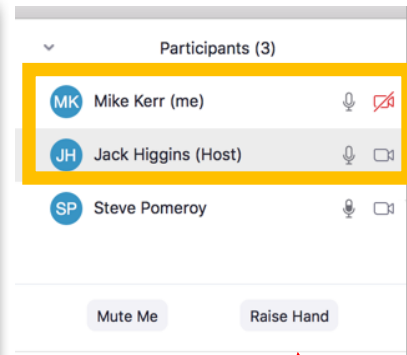 Participants (3)
MK Mike Kerr (me)
JH Jack Higgins (Host)
SP Steve Pomeroy
Mute Me Raise Hand